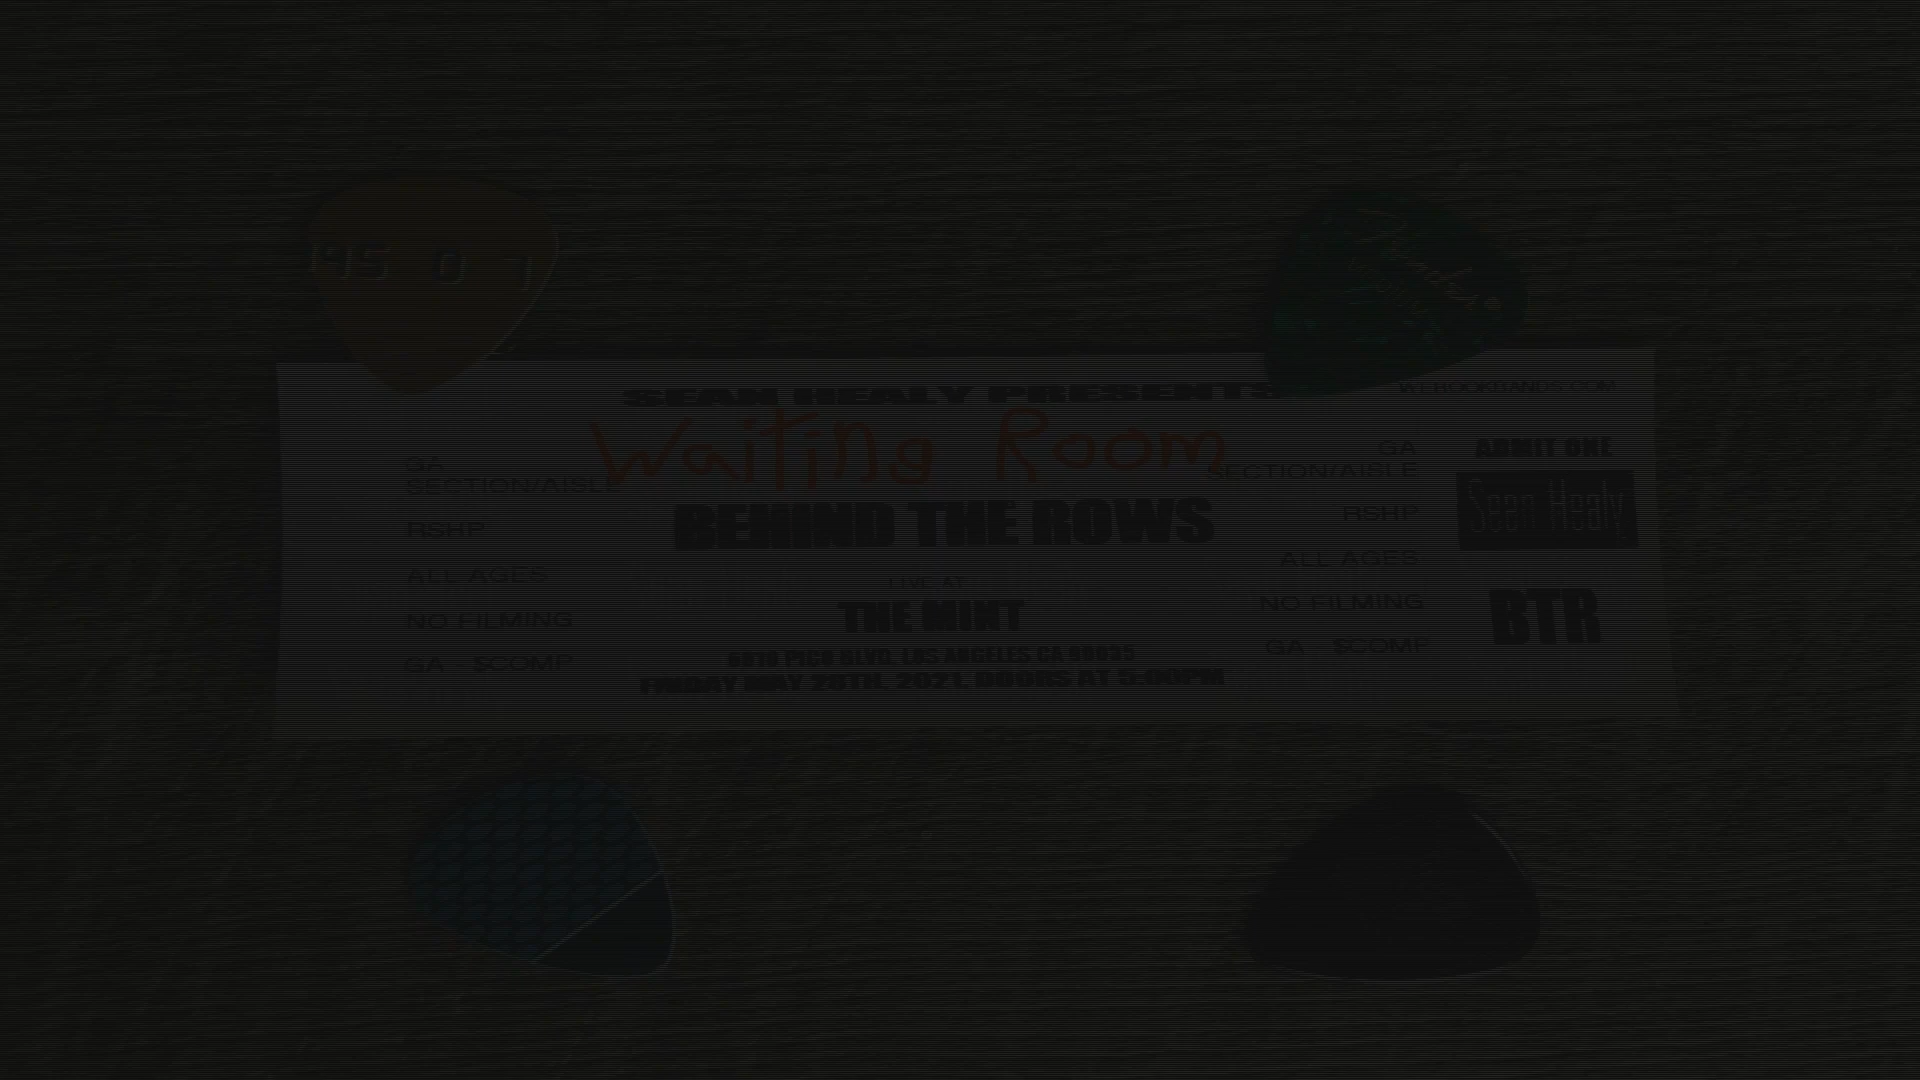 SEAN HEALY PRESENTS
Waiting Room
BEHIND THE ROWS
LIVE AT
THE MINT
6010 PICO BLVD. LOS ANGELES CA 90035
FRIDAY MAY 28TH, 2021, DOORS AT 5:00PM
GA
SECTION/AISLE
RSHP
ALL AGES
NO FILMING
GA - $COMP
GA
SECTION/AISLE
RSHP
ALL AGES
NO FILMING
GA $COMP
WEBOOKBANDS.COM
ADMIT ONE
Sean Healy
BTR